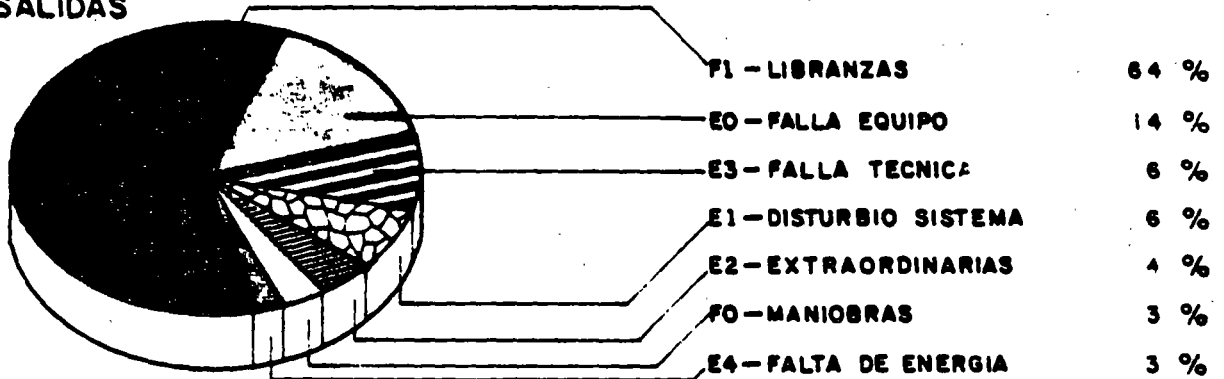 SALIDAS
F1-LIBRANZAS 64 %
E0-FALLA EQUIPO 14 %
E3-FALLA TECNICA 6 %
E1-DISTURBIO SISTEMA 6 %
E2-EXTRAORDINARIAS 4 %
F0-MANIOBRAS 3 %
E4-FALTA DE ENERGIA 3 %